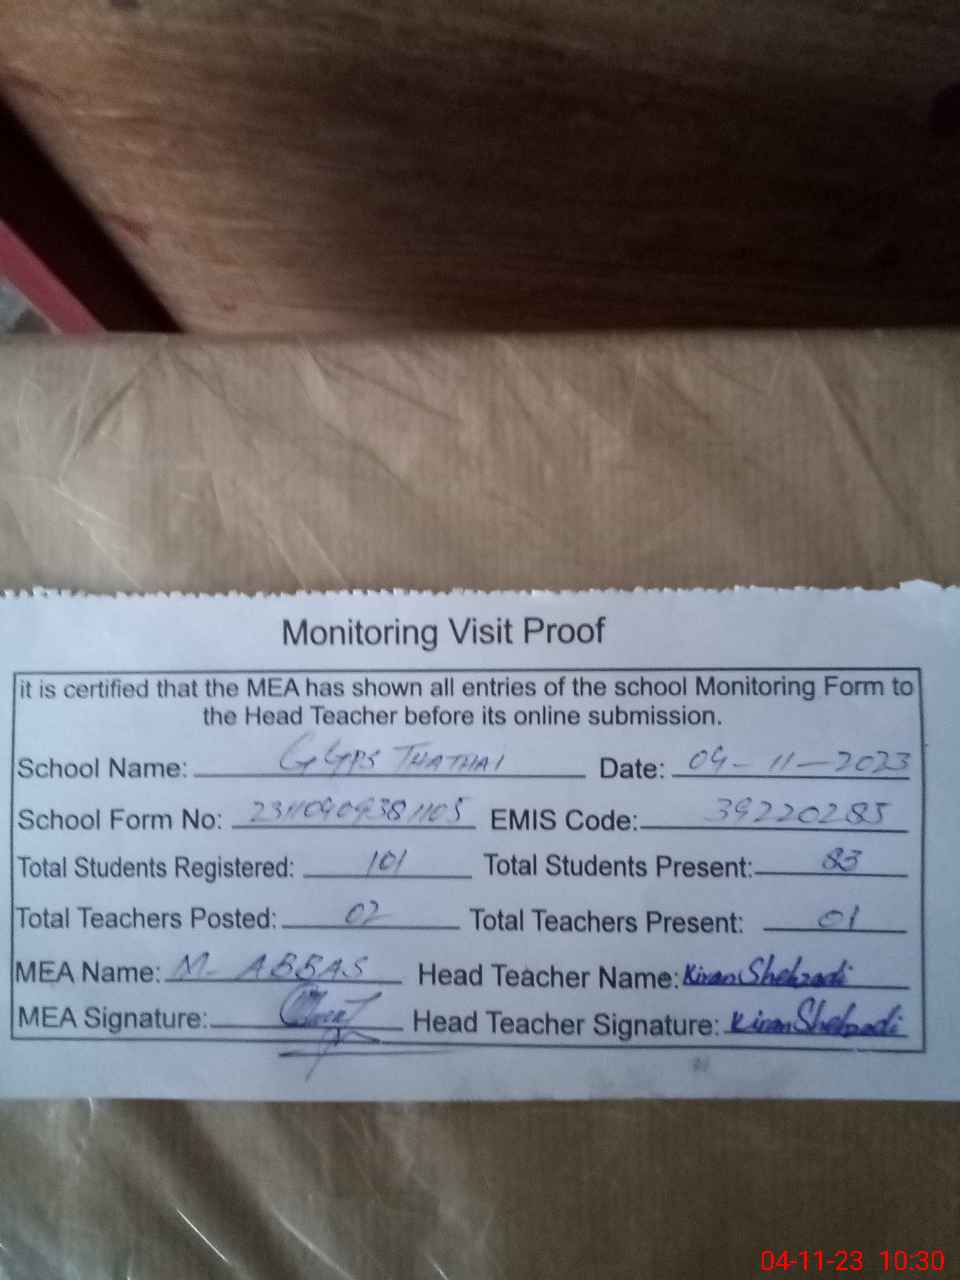 Monitoring Visit Proof
it is certified that the MEA has shown all entries of the school Monitoring Form to
the Head Teacher before its online submission.
School Name: GGPS THATHAI Date: 04-11-2023
School Form No: 23110409381105 EMIS Code: 39220285
Total Students Registered: 101 Total Students Present: 83
Total Teachers Posted: 02 Total Teachers Present: 01
MEA Name: M. ABBAS Head Teacher Name: Kiran Shehzadi
MEA Signature: Head Teacher Signature: Kiran Shehzadi
04-11-23 10:30